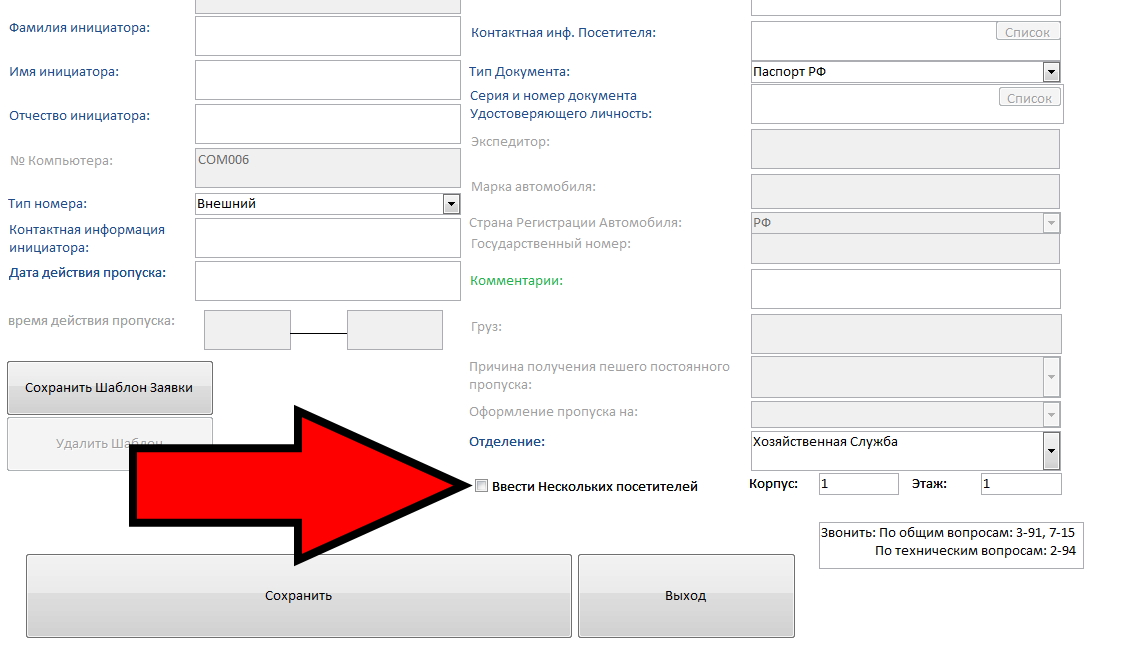 Фамилия инициатора:
Имя инициатора:
Отчество инициатора:
№ Компьютера:
COM006
Тип номера:
Внешний
Контактная информация
инициатора:
Дата действия пропуска:
время действия пропуска:
Сохранить Шаблон Заявки
Удалить Шаблон
Контактная инф. Посетителя:
Список
Тип Документа:
Паспорт РФ
Серия и номер документа
Удостоверяющего личность:
Список
Экспедитор:
Марка автомобиля:
Страна Регистрации Автомобиля:
РФ
Государственный номер:
Комментарии:
Груз:
Причина получения пешего постоянного
пропуска:
Оформление пропуска на:
Отделение:
Хозяйственная Служба
Ввести Нескольких посетителей
Корпус:
1
Этаж:
1
Звонить: По общим вопросам: 3-91, 7-15
По техническим вопросам: 2-94
Сохранить
Выход